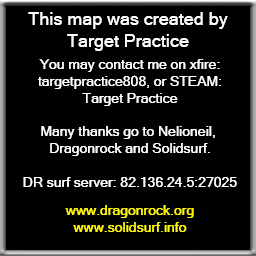 This map was created by
Target Practice
You may contact me on xfire:
targetpractice808, or STEAM:
Target Practice
Many thanks go to Nelioneil,
Dragonrock and Solidsurf.
DR surf server: 82.136.24.5:27025
www.dragonrock.org
www.solidsurf.info